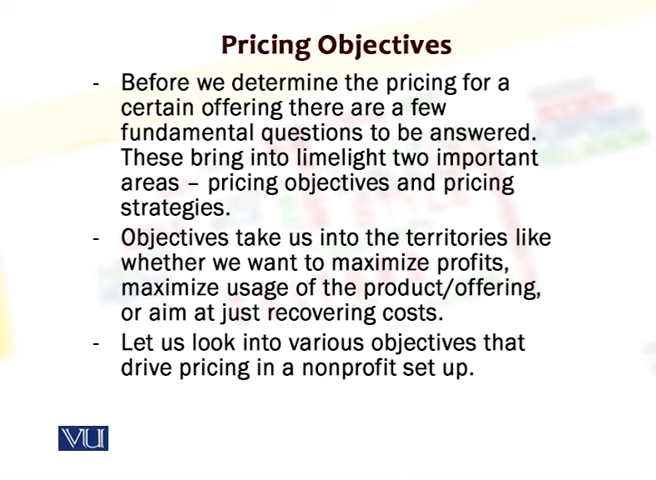 Pricing Objectives
- Before we determine the pricing for a
certain offering there are a few
fundamental questions to be answered.
These bring into limelight two important
areas – pricing objectives and pricing
strategies.
- Objectives take us into the territories like
whether we want to maximize profits,
maximize usage of the product/offering,
or aim at just recovering costs.
- Let us look into various objectives that
drive pricing in a nonprofit set up.
VU